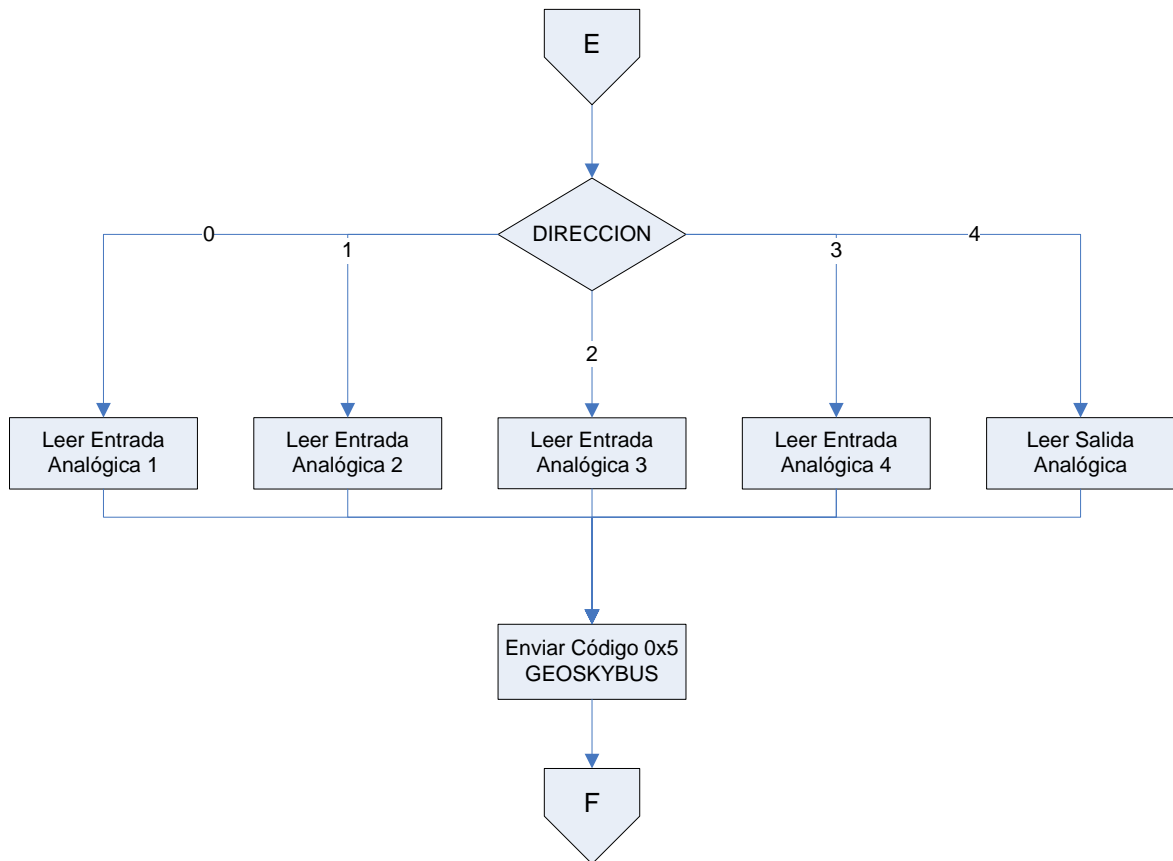 E
DIRECCION
0
1
2
3
4
Leer Entrada
Analógica 1
Leer Entrada
Analógica 2
Leer Entrada
Analógica 3
Leer Entrada
Analógica 4
Leer Salida
Analógica
Enviar Código 0x5
GEOSKYBUS
F